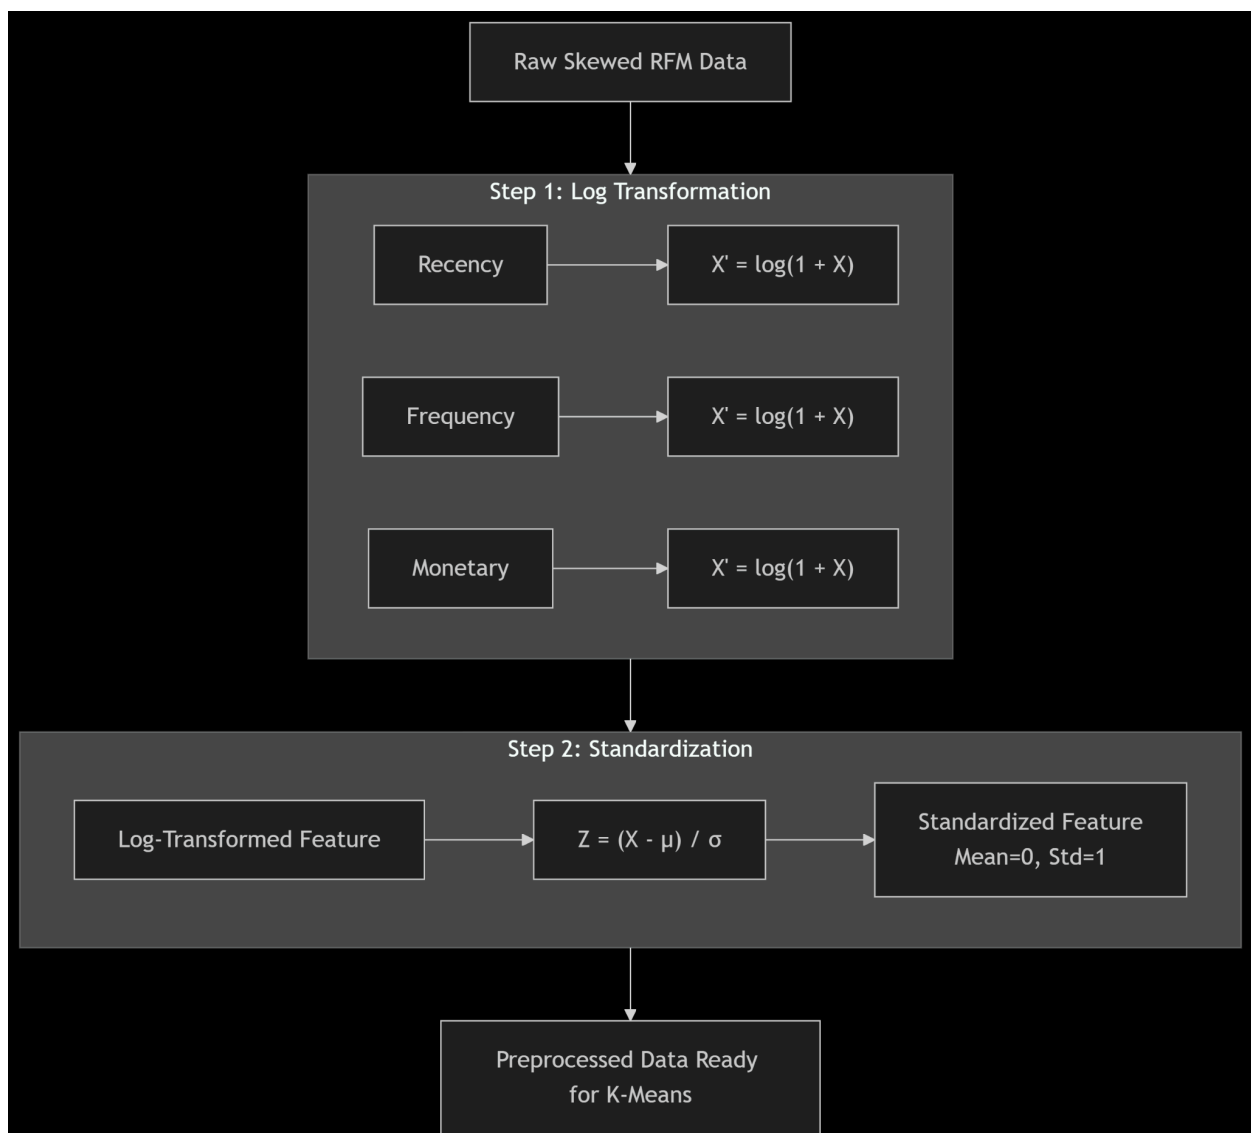 Raw Skewed RFM Data
Step 1: Log Transformation
Recency
X' = log(1 + X)
Frequency
X' = log(1 + X)
Monetary
X' = log(1 + X)
Step 2: Standardization
Log-Transformed Feature
Z = (X - μ) / σ
Standardized Feature
Mean=0, Std=1
Preprocessed Data Ready
for K-Means